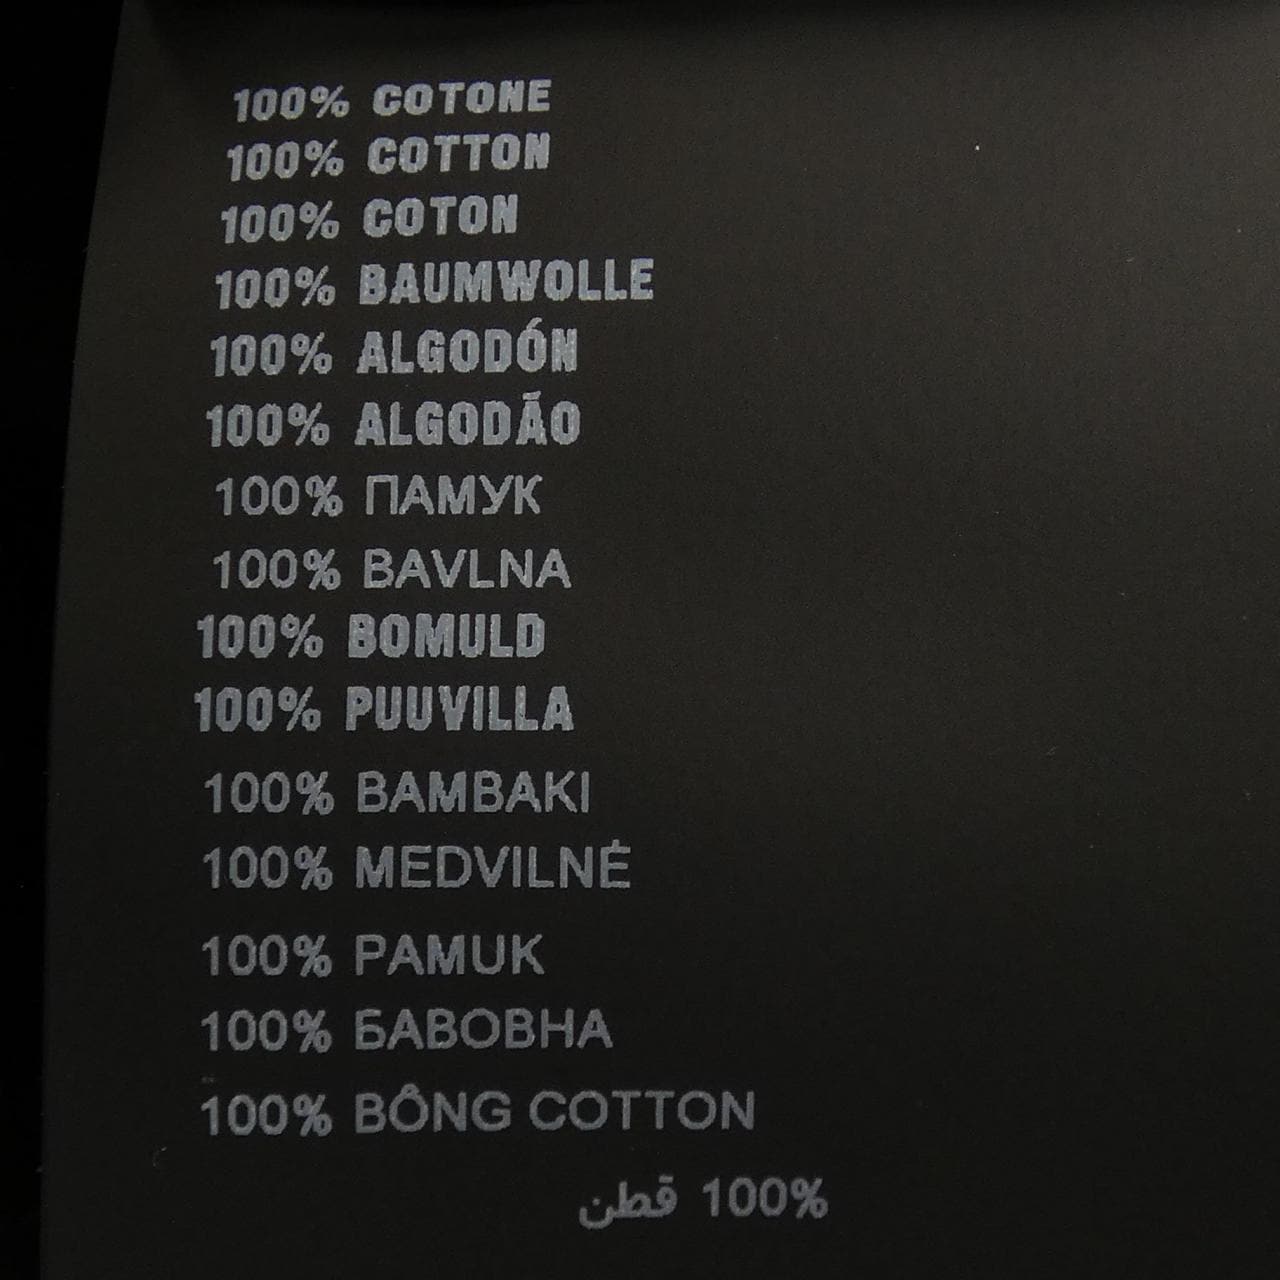 100% COTONE
100% COTTON
100% COTON
100% BAUMWOLLE
100% ALGODÓN
100% ALGODÃO
100% ПАМУК
100% BAVLNA
100% BOMULD
100% PUUVILLA
100% BAMBAKI
100% MEDVILNĖ
100% PAMUK
100% БАВОВНА
100% BÔNG COTTON
100% قطن